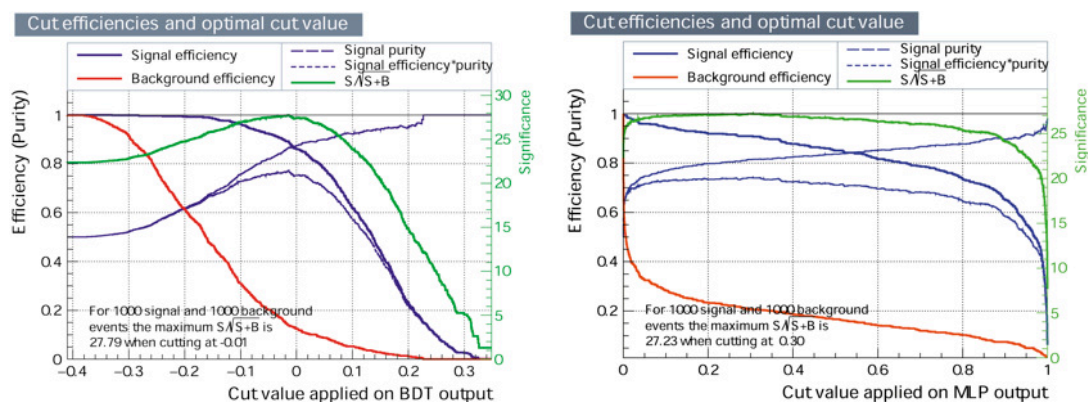 Cut efficiencies and optimal cut value
Signal efficiency
Background efficiency
Signal purity
Signal efficiency*purity
S/√S+B
Efficiency (Purity)
1
0.8
0.6
0.4
0.2
0
30
25
20
15
10
5
0
Significance
For 1000 signal and 1000 background
events the maximum S/√S+B is
27.79 when cutting at -0.01
−0.4 −0.3 −0.2 −0.1 0 0.1 0.2 0.3
Cut value applied on BDT output
Cut efficiencies and optimal cut value
Signal efficiency
Background efficiency
Signal purity
Signal efficiency*purity
S/√S+B
Efficiency (Purity)
1
0.8
0.6
0.4
0.2
0
25
20
15
10
5
0
Significance
For 1000 signal and 1000 background
events the maximum S/√S+B is
27.23 when cutting at 0.30
0 0.2 0.4 0.6 0.8 1
Cut value applied on MLP output